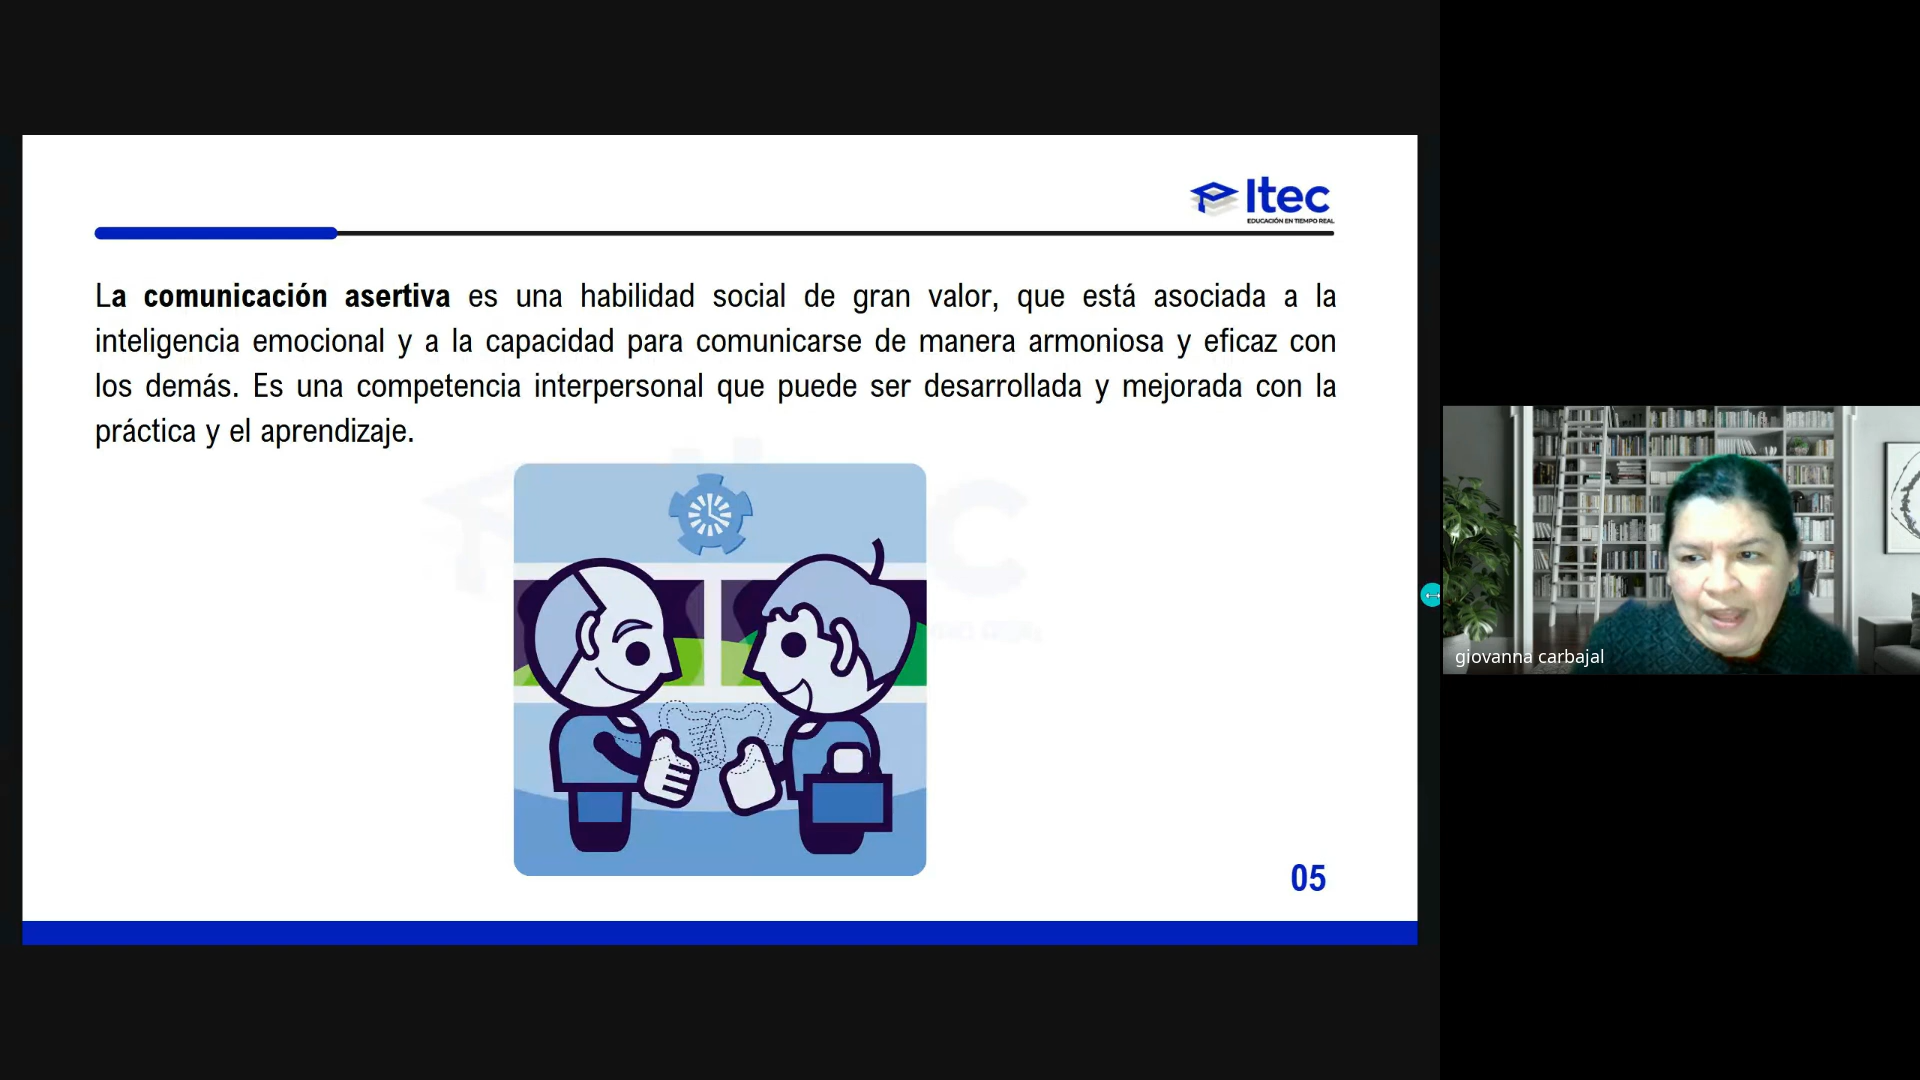 Itec
EDUCACIÓN EN TIEMPO REAL
La comunicación asertiva es una habilidad social de gran valor, que está asociada a la
inteligencia emocional y a la capacidad para comunicarse de manera armoniosa y eficaz con
los demás. Es una competencia interpersonal que puede ser desarrollada y mejorada con la
práctica y el aprendizaje.
05
giovanna carbajal